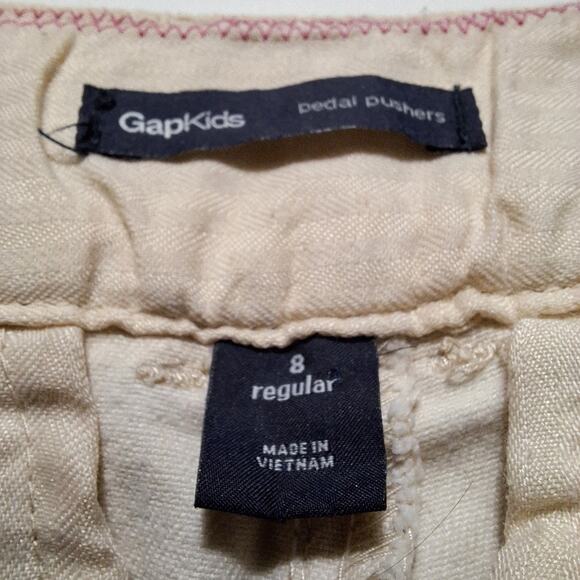 GapKids pedal pushers
8
regular
MADE IN
VIETNAM